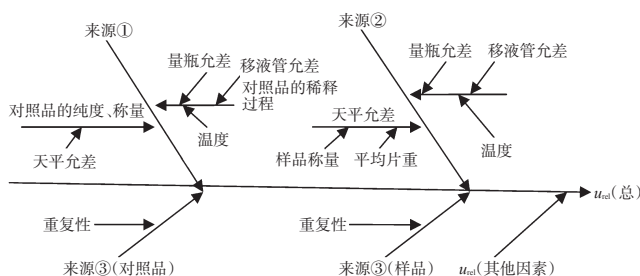 来源①
来源②
量瓶允差
移液管允差
对照品的稀释
过程
对照品的纯度、称量
温度
天平允差
量瓶允差
移液管允差
天平允差
样品称量
平均片重
温度
urel(总)
重复性
重复性
来源③(对照品)
来源③(样品)
urel(其他因素)